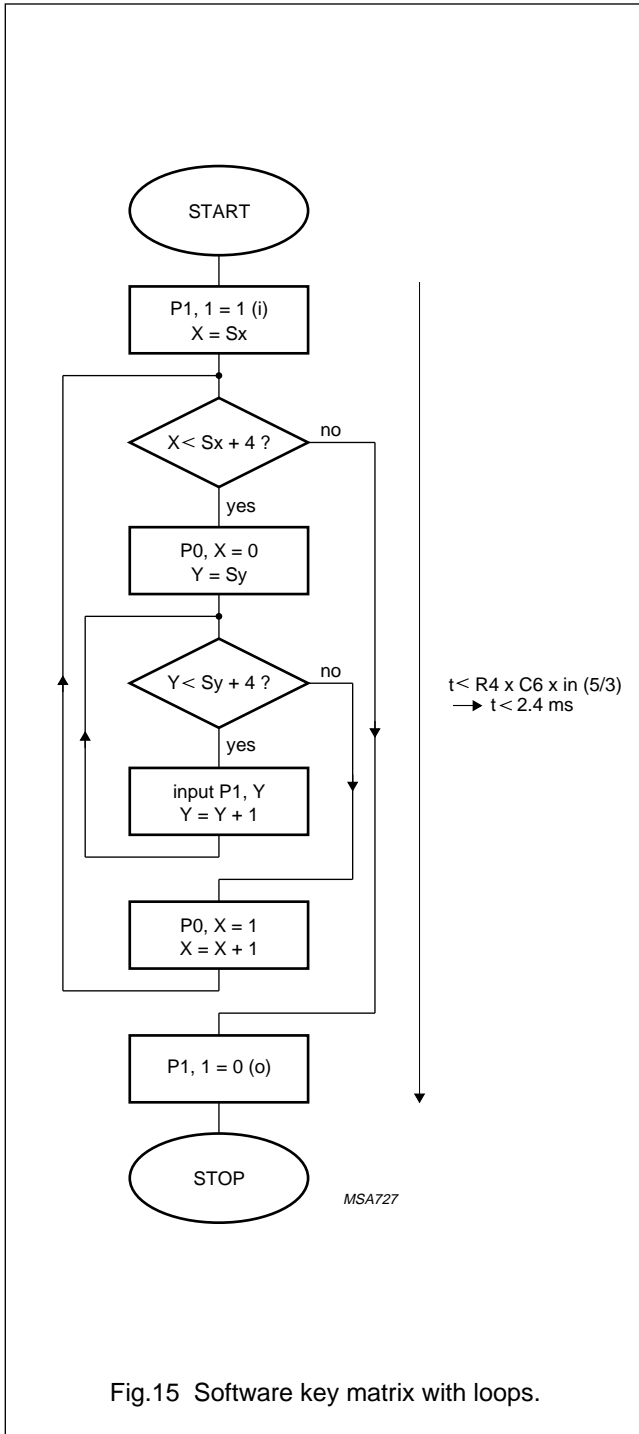 START
P1, 1 = 1 (i)
X = Sx
X< Sx + 4 ?
no
yes
P0, X = 0
Y = Sy
Y< Sy + 4 ?
no
yes
input P1, Y
Y = Y + 1
P0, X = 1
X = X + 1
P1, 1 = 0 (o)
STOP
t< R4 x C6 x in (5/3)
→ t< 2.4 ms
MSA727
Fig.15 Software key matrix with loops.